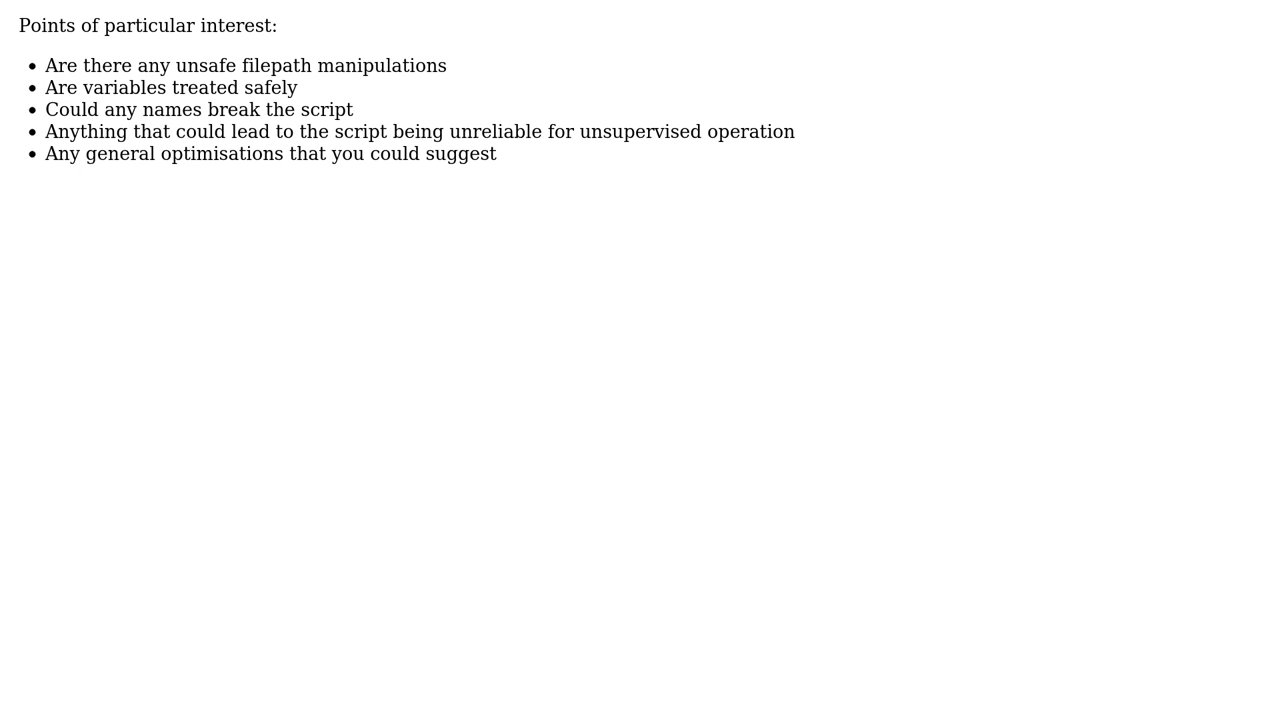 Points of particular interest:
• Are there any unsafe filepath manipulations
• Are variables treated safely
• Could any names break the script
• Anything that could lead to the script being unreliable for unsupervised operation
• Any general optimisations that you could suggest